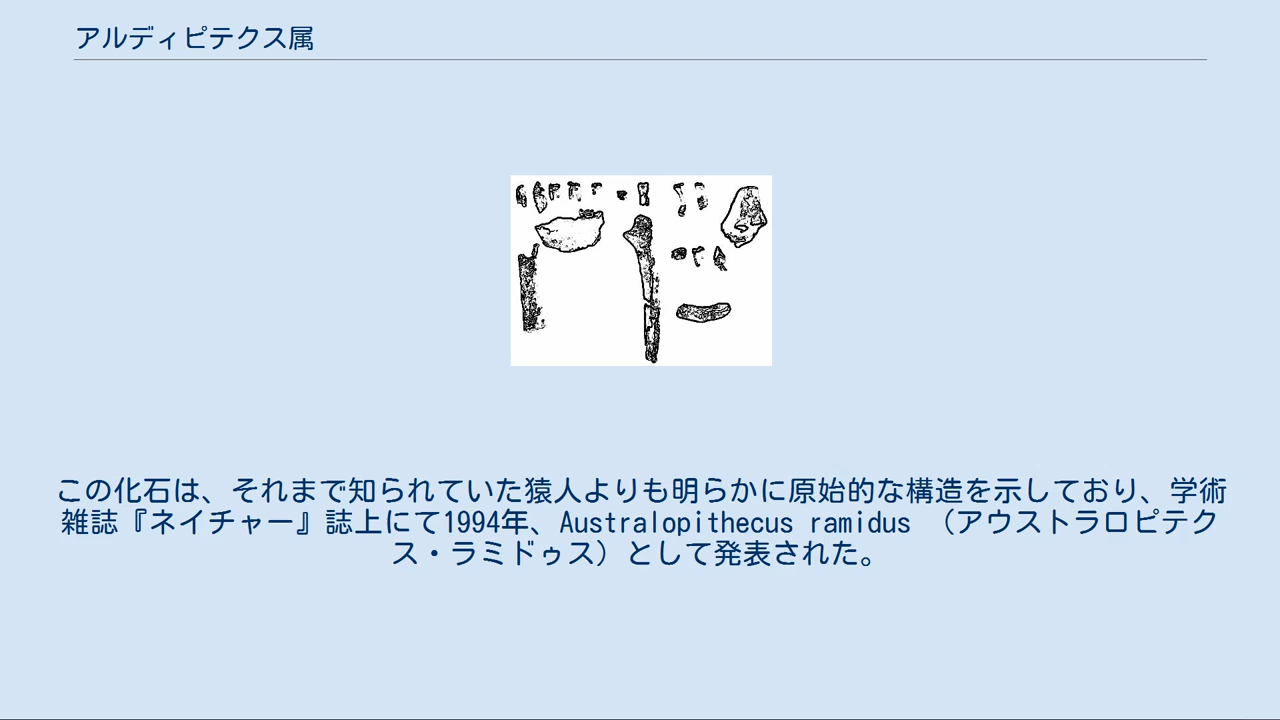 アルディピテクス属
この化石は、それまで知られていた猿人よりも明らかに原始的な構造を示しており、学術
雑誌『ネイチャー』誌上にて1994年、Australopithecus ramidus （アウストラロピテク
ス・ラミドゥス）として発表された。